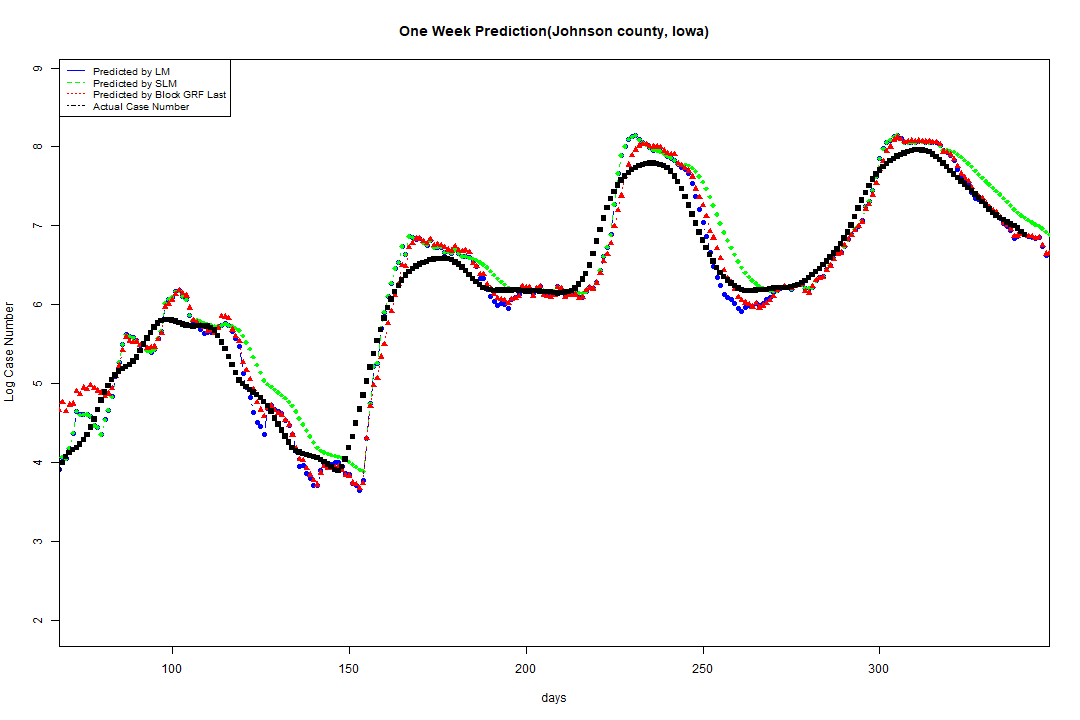 One Week Prediction(Johnson county, Iowa)
Predicted by LM
Predicted by SLM
Predicted by Block GRF Last
Actual Case Number
9
8
7
6
5
4
3
2
Log Case Number
100 150 200 250 300
days